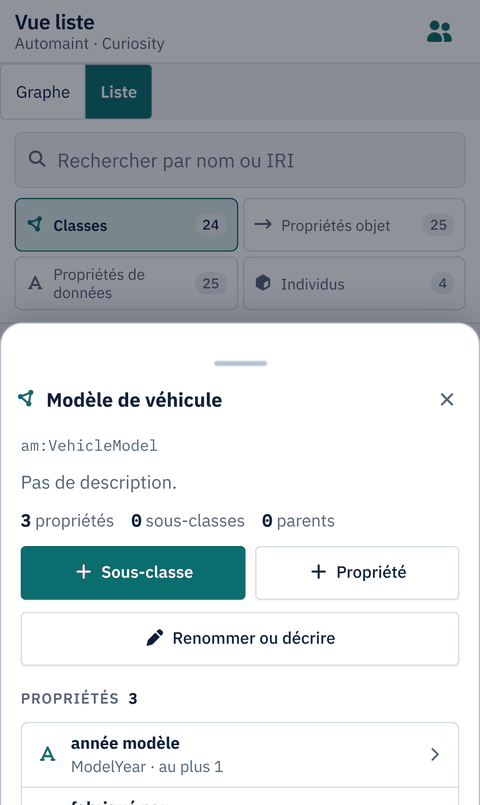 Vue liste
Automaint · Curiosity
Graphe
Liste
Rechercher par nom ou IRI
Classes 24
Propriétés objet 25
Propriétés de
données 25
Individus 4
Modèle de véhicule
am:VehicleModel
Pas de description.
3 propriétés 0 sous-classes 0 parents
Sous-classe
Propriété
Renommer ou décrire
PROPRIÉTÉS 3
année modèle
ModelYear · au plus 1